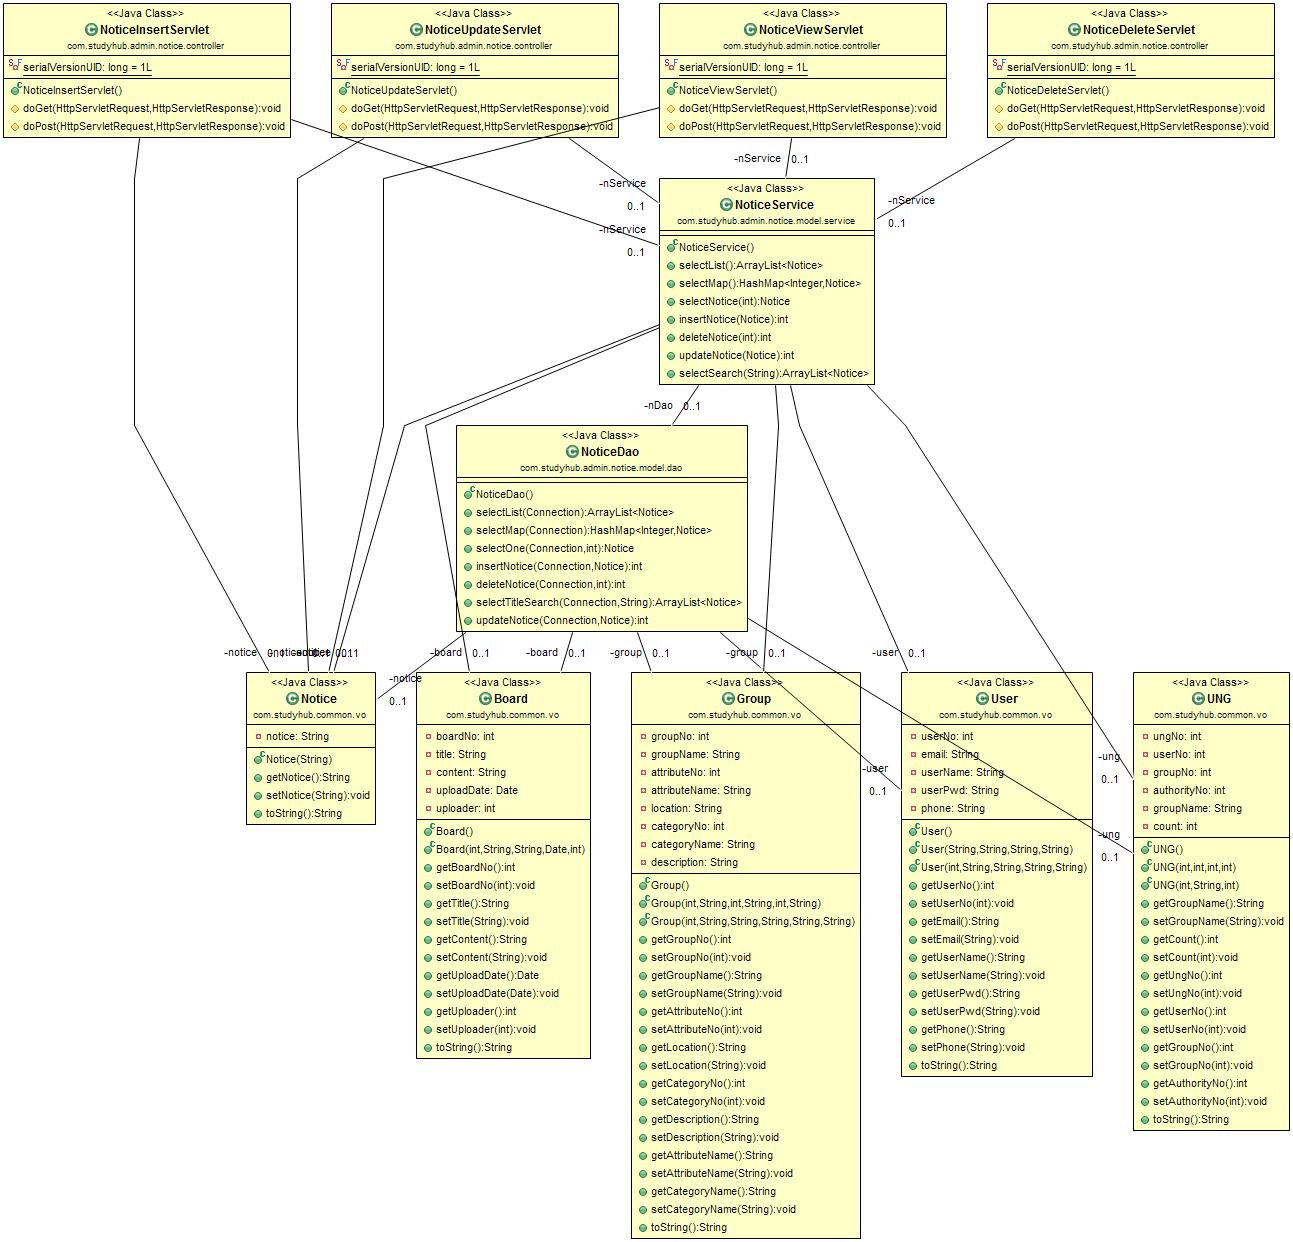 <<Java Class>>
NoticeInsertServlet
com.studyhub.admin.notice.controller
serialVersionUID: long = 1L
NoticeInsertServlet()
doGet(HttpServletRequest,HttpServletResponse):void
doPost(HttpServletRequest,HttpServletResponse):void
<<Java Class>>
NoticeUpdateServlet
com.studyhub.admin.notice.controller
serialVersionUID: long = 1L
NoticeUpdateServlet()
doGet(HttpServletRequest,HttpServletResponse):void
doPost(HttpServletRequest,HttpServletResponse):void
<<Java Class>>
NoticeViewServlet
com.studyhub.admin.notice.controller
serialVersionUID: long = 1L
NoticeViewServlet()
doGet(HttpServletRequest,HttpServletResponse):void
doPost(HttpServletRequest,HttpServletResponse):void
<<Java Class>>
NoticeDeleteServlet
com.studyhub.admin.notice.controller
serialVersionUID: long = 1L
NoticeDeleteServlet()
doGet(HttpServletRequest,HttpServletResponse):void
doPost(HttpServletRequest,HttpServletResponse):void
-nService 0..1
-nService
0..1
-nService
0..1
-nService
0..1
<<Java Class>>
NoticeService
com.studyhub.admin.notice.model.service
NoticeService()
selectList():ArrayList<Notice>
selectMap():HashMap<Integer,Notice>
selectNotice(int):Notice
insertNotice(Notice):int
deleteNotice(int):int
updateNotice(Notice):int
selectSearch(String):ArrayList<Notice>
-nDao 0..1
<<Java Class>>
NoticeDao
com.studyhub.admin.notice.model.dao
NoticeDao()
selectList(Connection):ArrayList<Notice>
selectMap(Connection):HashMap<Integer,Notice>
selectOne(Connection,int):Notice
insertNotice(Connection,Notice):int
deleteNotice(Connection,int):int
selectTitleSearch(Connection,String):ArrayList<Notice>
updateNotice(Connection,Notice):int
-notice
-board 0..1
-board 0..1
-group 0..1
-group 0..1
-user 0..1
-notice
0..1
-user
0..1
-ung
0..1
-ung
0..1
<<Java Class>>
Notice
com.studyhub.common.vo
notice: String
Notice(String)
getNotice():String
setNotice(String):void
toString():String
<<Java Class>>
Board
com.studyhub.common.vo
boardNo: int
title: String
content: String
uploadDate: Date
uploader: int
Board()
Board(int,String,String,Date,int)
getBoardNo():int
setBoardNo(int):void
getTitle():String
setTitle(String):void
getContent():String
setContent(String):void
getUploadDate():Date
setUploadDate(Date):void
getUploader():int
setUploader(int):void
toString():String
<<Java Class>>
Group
com.studyhub.common.vo
groupNo: int
groupName: String
attributeNo: int
attributeName: String
location: String
categoryNo: int
categoryName: String
description: String
Group()
Group(int,String,int,String,int,String)
Group(int,String,String,String,String,String)
getGroupNo():int
setGroupNo(int):void
getGroupName():String
setGroupName(String):void
getAttributeNo():int
setAttributeNo(int):void
getLocation():String
setLocation(String):void
getCategoryNo():int
setCategoryNo(int):void
getDescription():String
setDescription(String):void
getAttributeName():String
setAttributeName(String):void
getCategoryName():String
setCategoryName(String):void
toString():String
<<Java Class>>
User
com.studyhub.common.vo
userNo: int
email: String
userName: String
userPwd: String
phone: String
User()
User(String,String,String,String)
User(int,String,String,String,String)
getUserNo():int
setUserNo(int):void
getEmail():String
setEmail(String):void
getUserName():String
setUserName(String):void
getUserPwd():String
setUserPwd(String):void
getPhone():String
setPhone(String):void
toString():String
<<Java Class>>
UNG
com.studyhub.common.vo
ungNo: int
userNo: int
groupNo: int
authorityNo: int
groupName: String
count: int
UNG()
UNG(int,int,int,int)
UNG(int,String,int)
getGroupName():String
setGroupName(String):void
getCount():int
setCount(int):void
getUngNo():int
setUngNo(int):void
getUserNo():int
setUserNo(int):void
getGroupNo():int
setGroupNo(int):void
getAuthorityNo():int
setAuthorityNo(int):void
toString():String